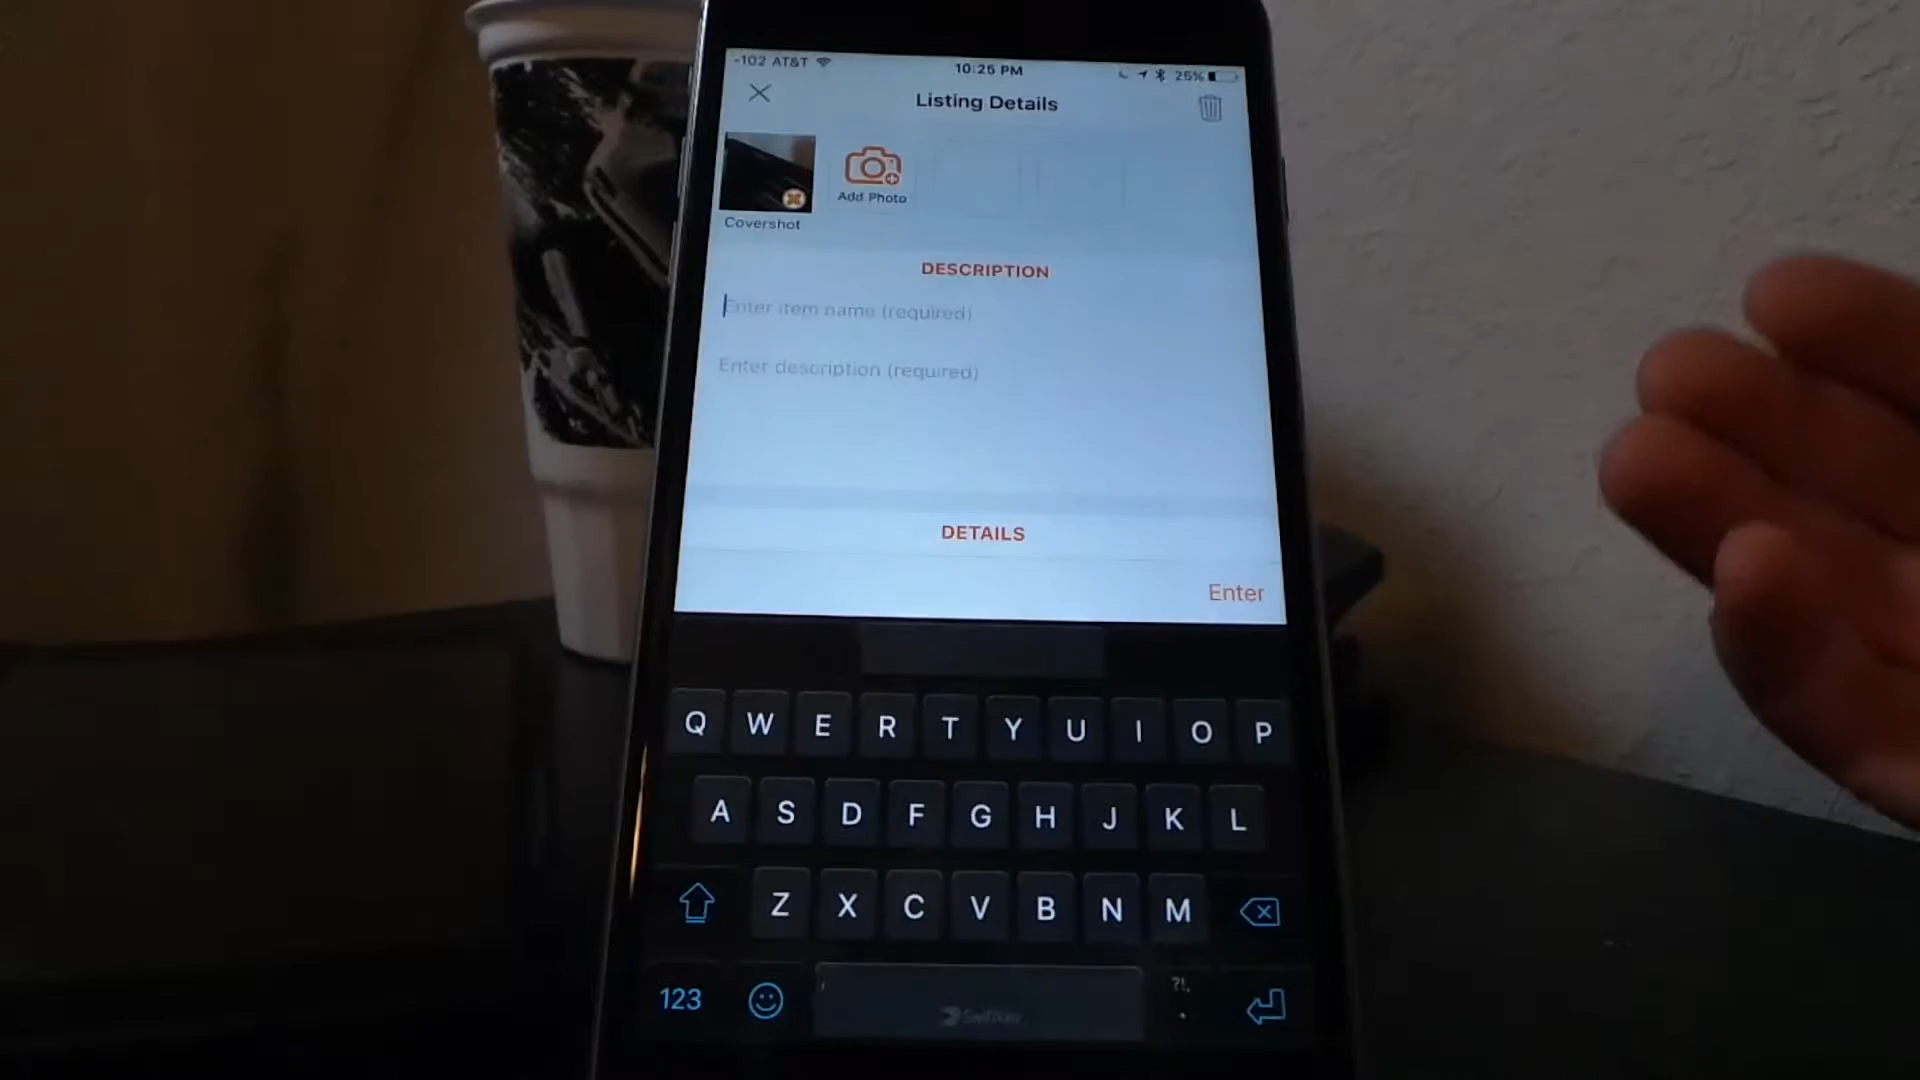 -102 AT&T 10:25 PM 25%
Listing Details
Add Photo
Covershot
DESCRIPTION
Enter item name (required)
Enter description (required)
DETAILS
Enter
Q W E R T Y U I O P
A S D F G H J K L
Z X C V B N M
123 ?!, .
SwiftKey